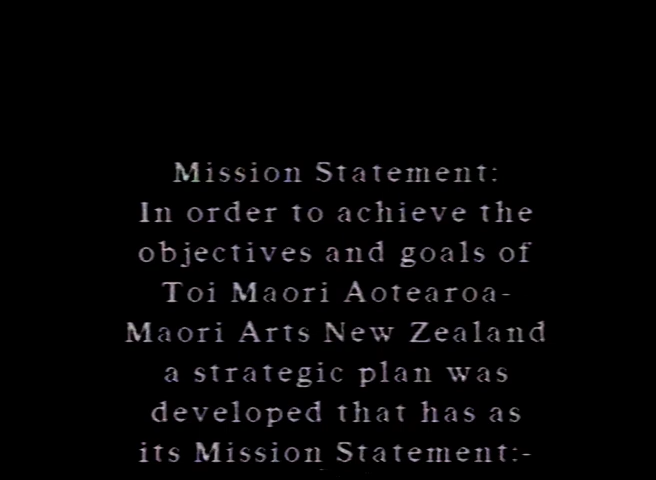 Mission Statement:
In order to achieve the
objectives and goals of
Toi Maori Aotearoa-
Maori Arts New Zealand
a strategic plan was
developed that has as
its Mission Statement:-